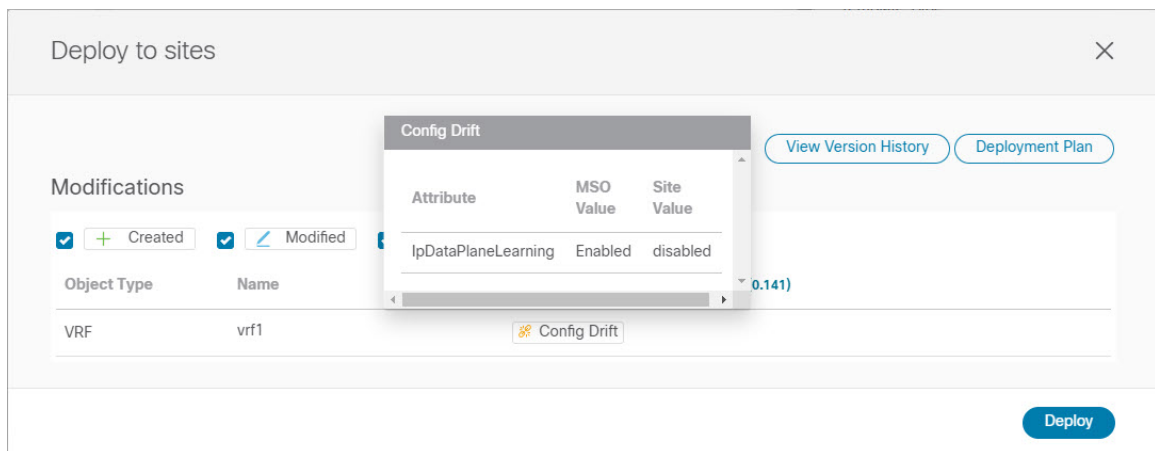 Deploy to sites
Config Drift
View Version History
Deployment Plan
Attribute
MSO
Value
Site
Value
Modifications
Created
Modified
IpDataPlaneLearning Enabled disabled
Object Type Name
0.141)
VRF vrf1 Config Drift
Deploy